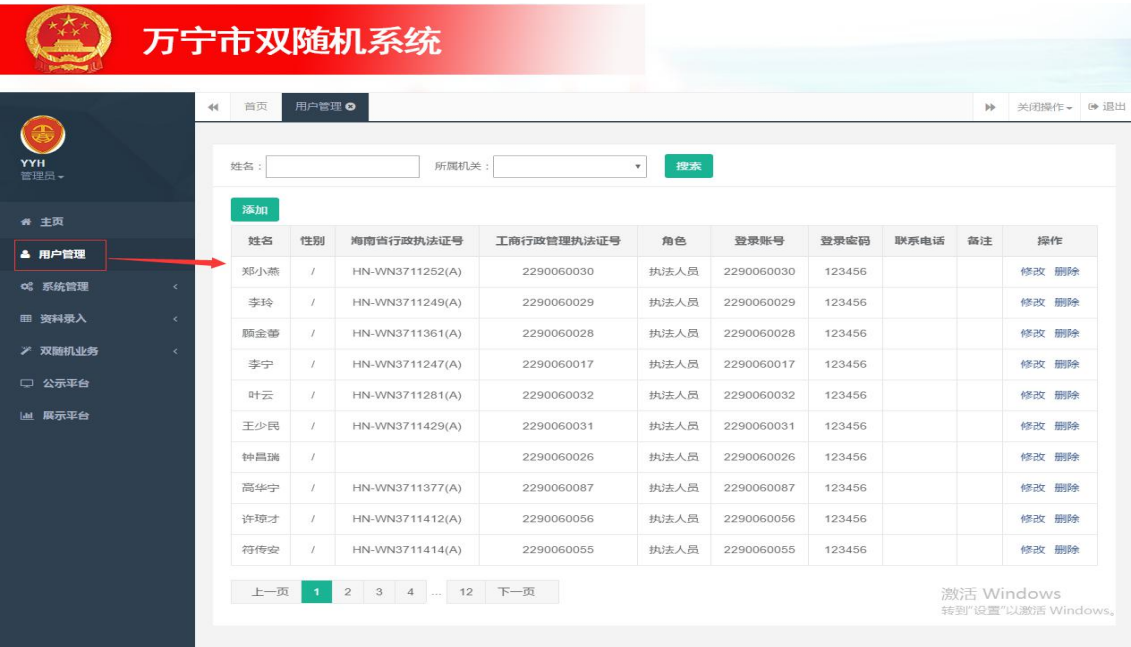 万宁市双随机系统
首页 用户管理 关闭操作 退出
YYH
管理员
姓名： 所属机关： 搜索
添加
主页
用户管理
系统管理
资料录入
双随机业务
公示平台
展示平台
姓名 性别 海南省行政执法证号 工商行政管理执法证号 角色 登录账号 登录密码 联系电话 备注 操作
郑小燕 / HN-WN3711252(A) 2290060030 执法人员 2290060030 123456 修改 删除
李玲 / HN-WN3711249(A) 2290060029 执法人员 2290060029 123456 修改 删除
顾金蕾 / HN-WN3711361(A) 2290060028 执法人员 2290060028 123456 修改 删除
李宁 / HN-WN3711247(A) 2290060017 执法人员 2290060017 123456 修改 删除
叶云 / HN-WN3711281(A) 2290060032 执法人员 2290060032 123456 修改 删除
王少民 / HN-WN3711429(A) 2290060031 执法人员 2290060031 123456 修改 删除
钟昌瑞 / 2290060026 执法人员 2290060026 123456 修改 删除
高华宁 / HN-WN3711377(A) 2290060087 执法人员 2290060087 123456 修改 删除
许琼才 / HN-WN3711412(A) 2290060056 执法人员 2290060056 123456 修改 删除
符传安 / HN-WN3711414(A) 2290060055 执法人员 2290060055 123456 修改 删除
上一页 1 2 3 4 ... 12 下一页
激活 Windows
转到"设置"以激活 Windows。